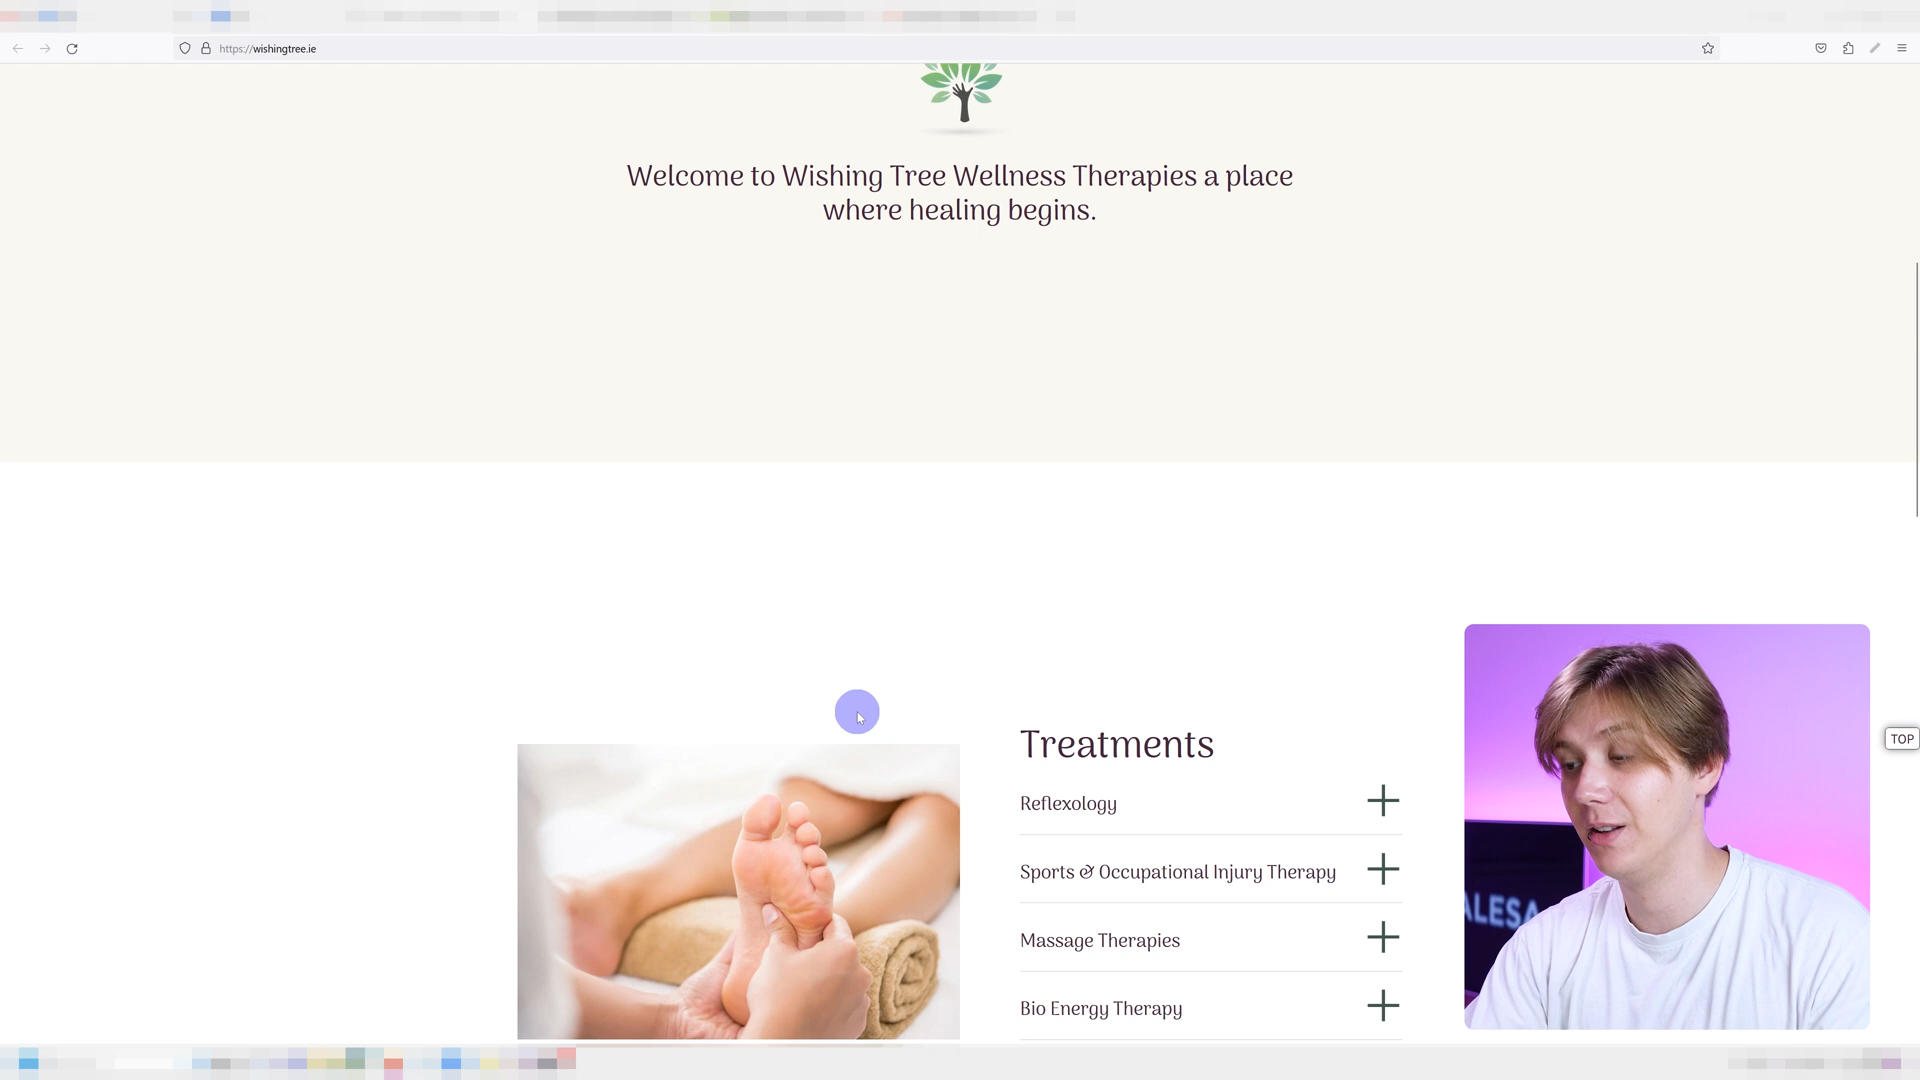 https://wishingtree.ie
Welcome to Wishing Tree Wellness Therapies a place
where healing begins.
Treatments
Reflexology
Sports & Occupational Injury Therapy
Massage Therapies
Bio Energy Therapy
TOP
ALESA